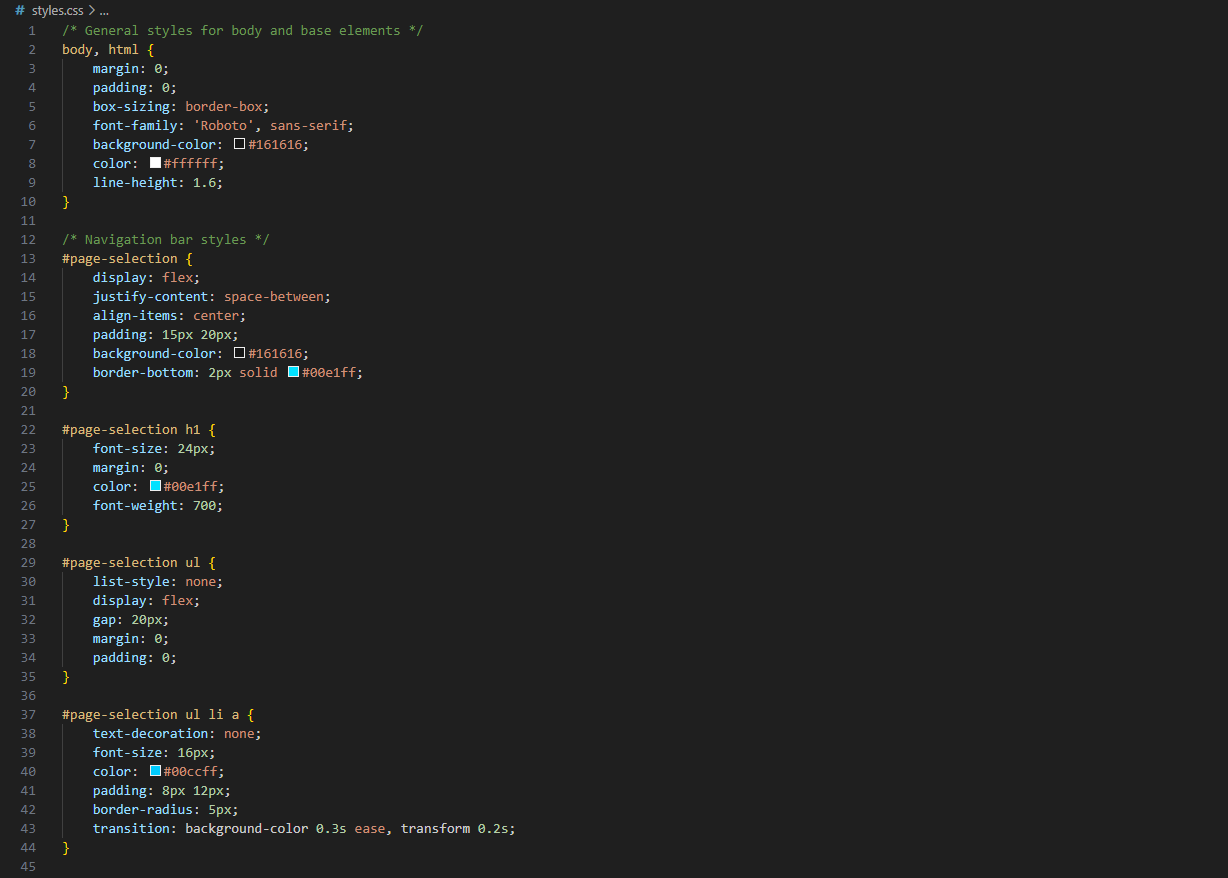 # styles.css > ...
1 /* General styles for body and base elements */
2 body, html {
3 margin: 0;
4 padding: 0;
5 box-sizing: border-box;
6 font-family: 'Roboto', sans-serif;
7 background-color: #161616;
8 color: #ffffff;
9 line-height: 1.6;
10 }
11
12 /* Navigation bar styles */
13 #page-selection {
14 display: flex;
15 justify-content: space-between;
16 align-items: center;
17 padding: 15px 20px;
18 background-color: #161616;
19 border-bottom: 2px solid #00e1ff;
20 }
21
22 #page-selection h1 {
23 font-size: 24px;
24 margin: 0;
25 color: #00e1ff;
26 font-weight: 700;
27 }
28
29 #page-selection ul {
30 list-style: none;
31 display: flex;
32 gap: 20px;
33 margin: 0;
34 padding: 0;
35 }
36
37 #page-selection ul li a {
38 text-decoration: none;
39 font-size: 16px;
40 color: #00ccff;
41 padding: 8px 12px;
42 border-radius: 5px;
43 transition: background-color 0.3s ease, transform 0.2s;
44 }
45